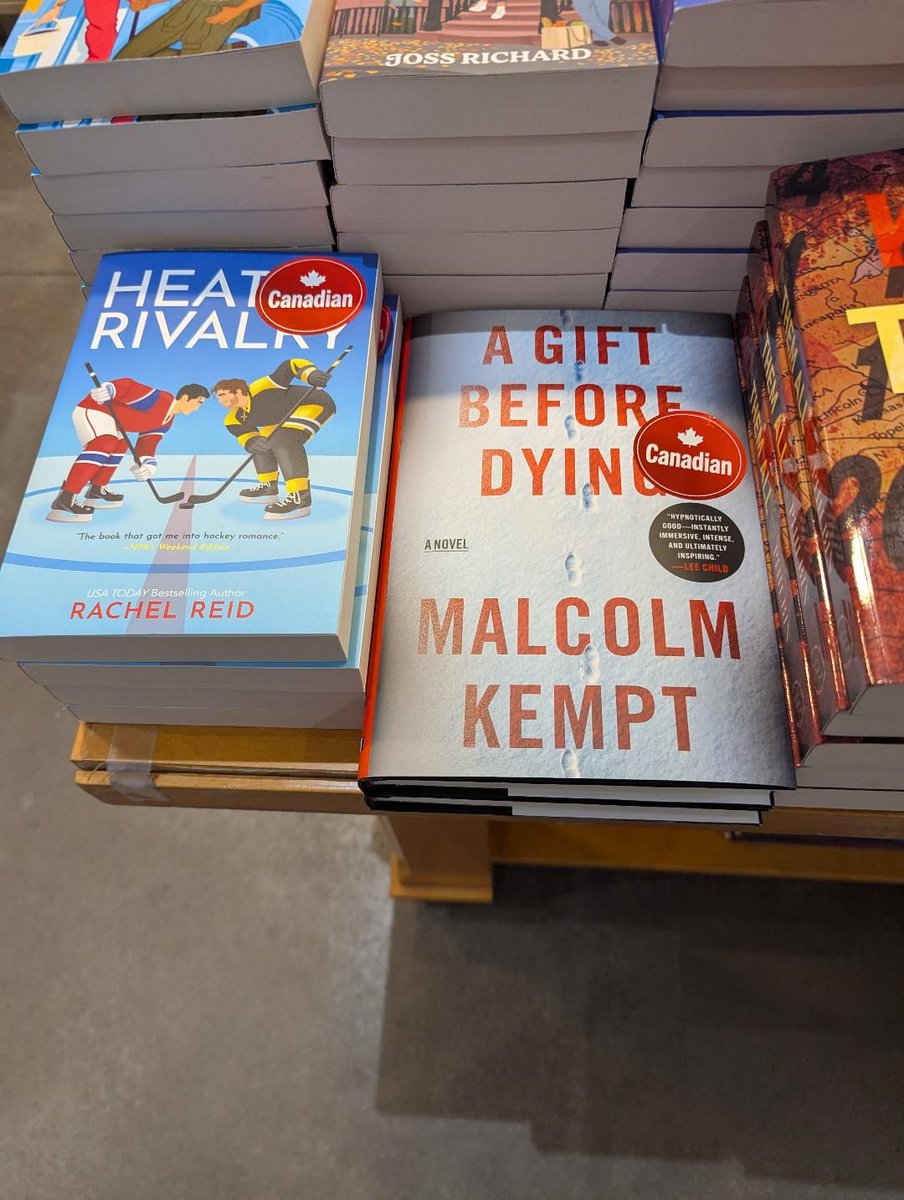 JOSS RICHARD
HEAT
RIVALRY
Canadian
"The book that got me into hockey romance."
—NPR's Weekend Edition
USA TODAY Bestselling Author
RACHEL REID
A GIFT
BEFORE
DYING
Canadian
"HYPNOTICALLY
GOOD—INSTANTLY
IMMERSIVE, INTENSE,
AND ULTIMATELY
INSPIRING."
—LEE CHILD
A NOVEL
MALCOLM
KEMPT
Lincoln